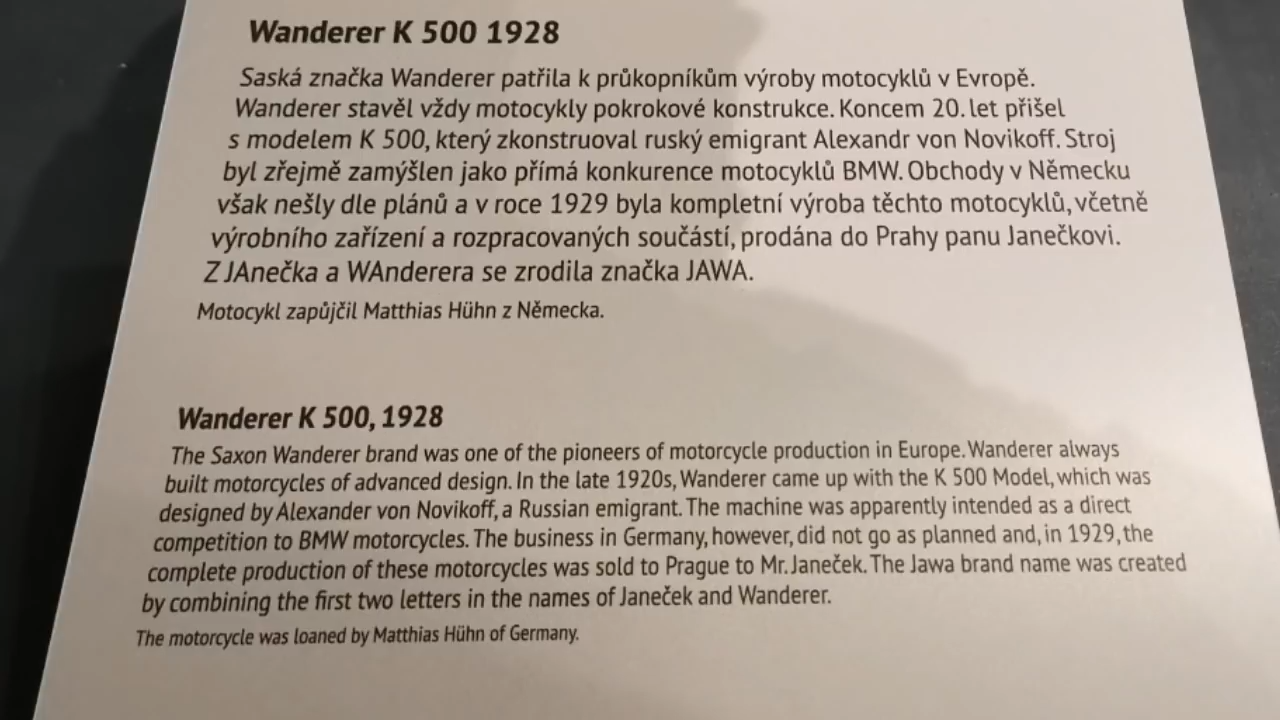 Wanderer K 500 1928
Saská značka Wanderer patřila k průkopníkům výroby motocyklů v Evropě.
Wanderer stavěl vždy motocykly pokrokové konstrukce. Koncem 20. let přišel
s modelem K 500, který zkonstruoval ruský emigrant Alexandr von Novikoff. Stroj
byl zřejmě zamýšlen jako přímá konkurence motocyklů BMW. Obchody v Německu
však nešly dle plánů a v roce 1929 byla kompletní výroba těchto motocyklů, včetně
výrobního zařízení a rozpracovaných součástí, prodána do Prahy panu Janečkovi.
Z JAnečka a WAnderera se zrodila značka JAWA.
Motocykl zapůjčil Matthias Hühn z Německa.
Wanderer K 500, 1928
The Saxon Wanderer brand was one of the pioneers of motorcycle production in Europe. Wanderer always
built motorcycles of advanced design. In the late 1920s, Wanderer came up with the K 500 Model, which was
designed by Alexander von Novikoff, a Russian emigrant. The machine was apparently intended as a direct
competition to BMW motorcycles. The business in Germany, however, did not go as planned and, in 1929, the
complete production of these motorcycles was sold to Prague to Mr. Janeček. The Jawa brand name was created
by combining the first two letters in the names of Janeček and Wanderer.
The motorcycle was loaned by Matthias Hühn of Germany.